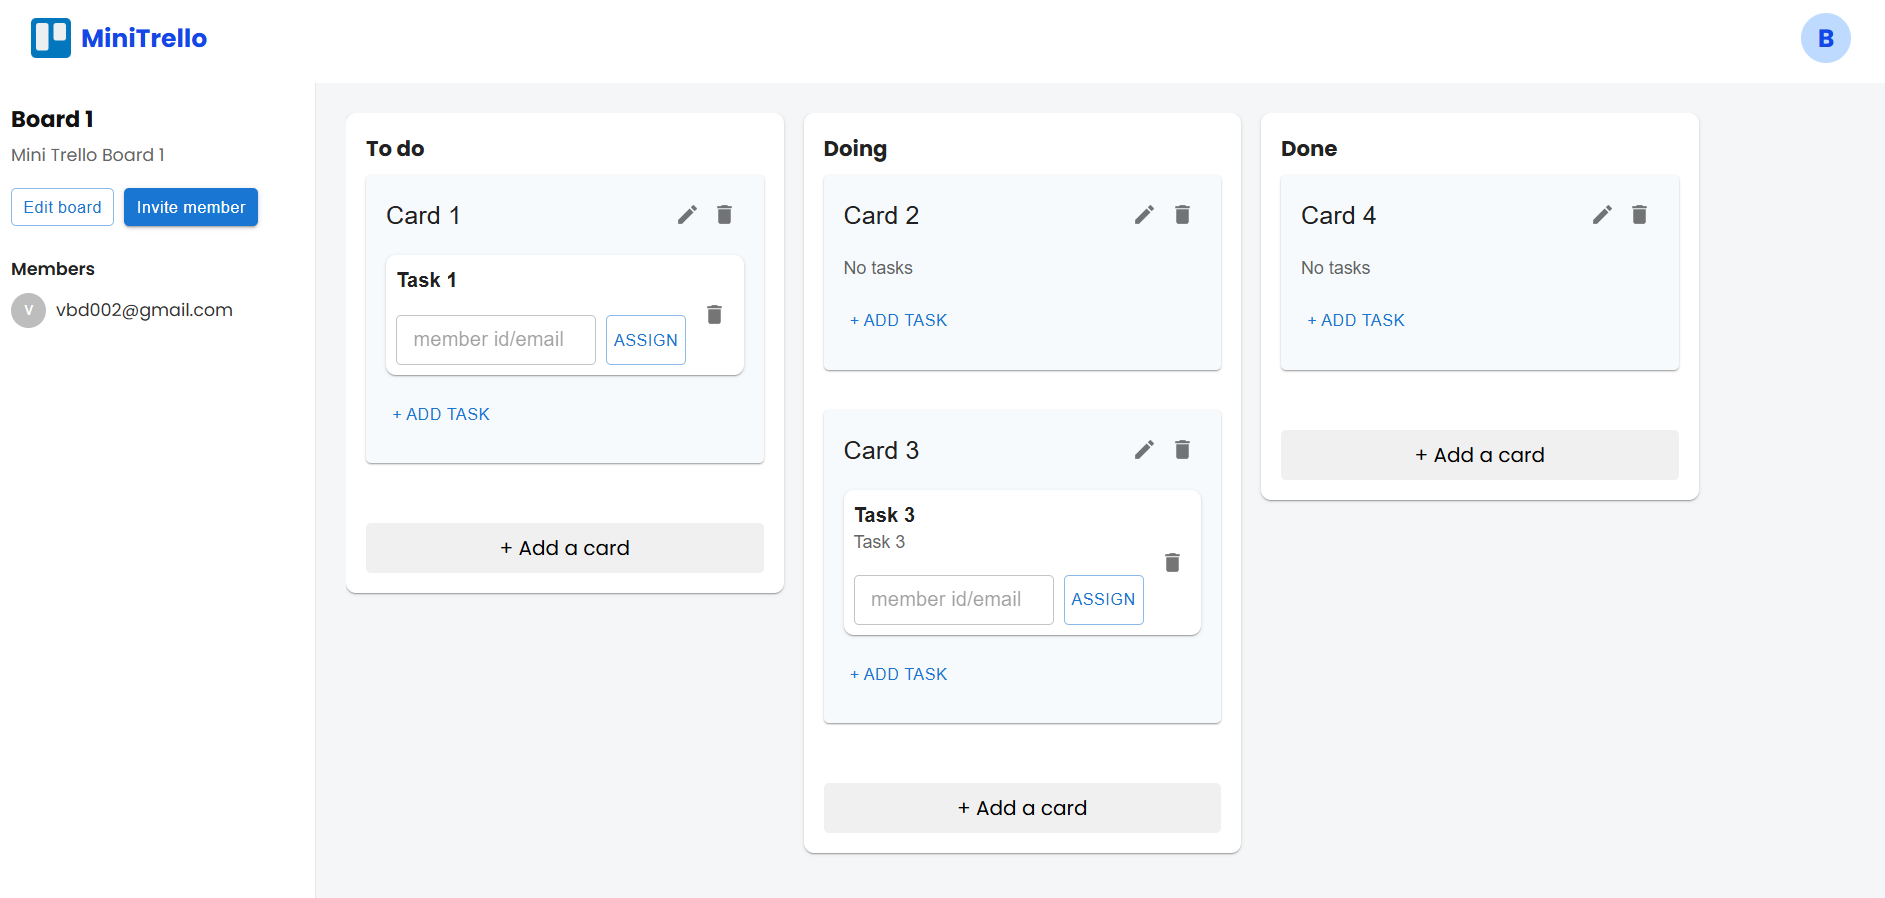 MiniTrello
B
Board 1
Mini Trello Board 1
Edit board
Invite member
Members
V
vbd002@gmail.com
To do
Card 1
Task 1
member id/email
ASSIGN
+ ADD TASK
+ Add a card
Doing
Card 2
No tasks
+ ADD TASK
Card 3
Task 3
Task 3
member id/email
ASSIGN
+ ADD TASK
+ Add a card
Done
Card 4
No tasks
+ ADD TASK
+ Add a card